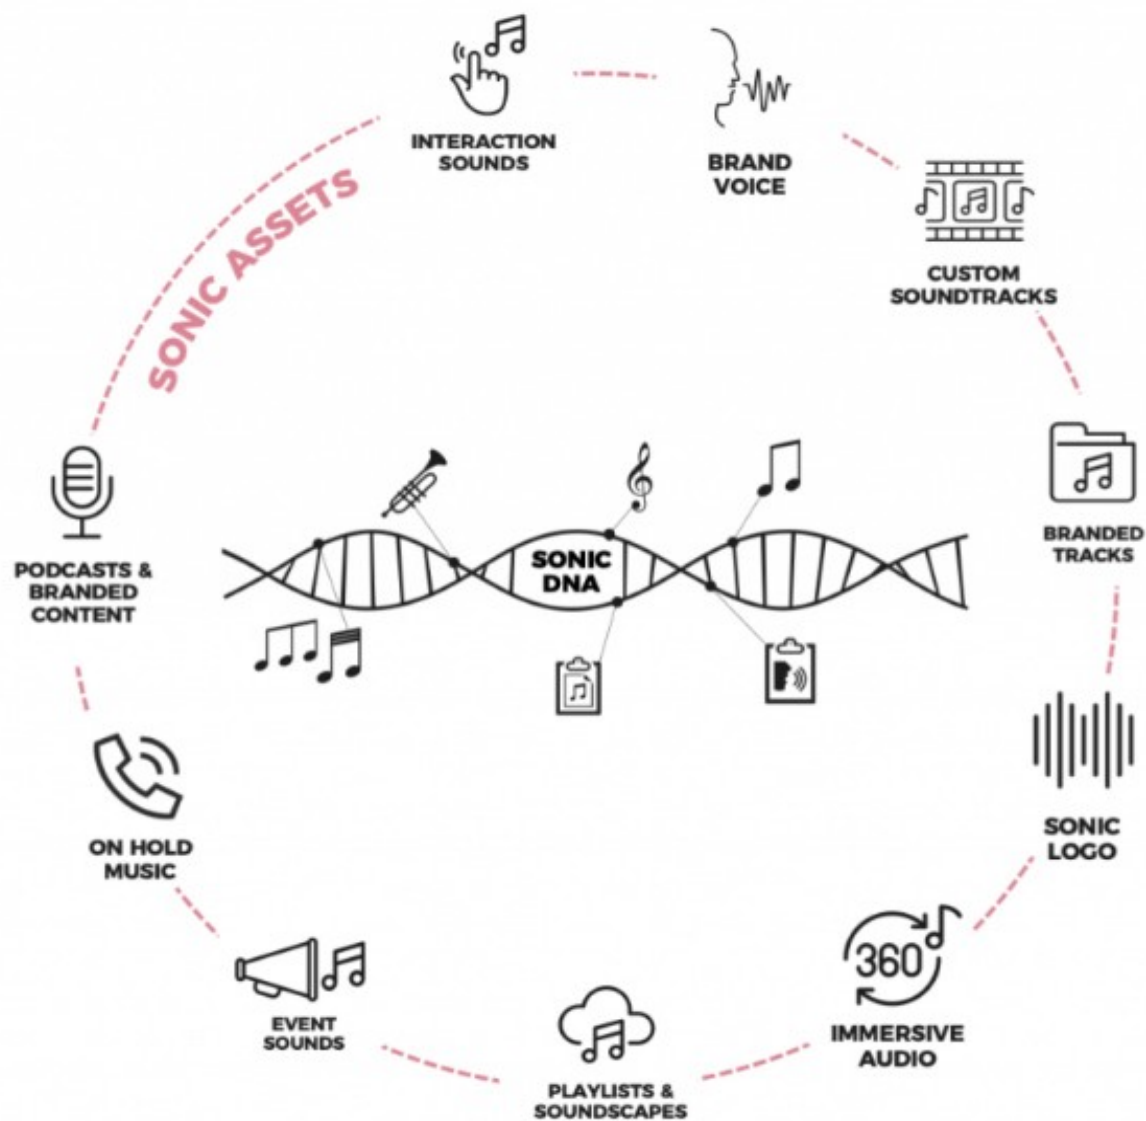 INTERACTION
SOUNDS
BRAND
VOICE
CUSTOM
SOUNDTRACKS
BRANDED
TRACKS
SONIC
LOGO
360
IMMERSIVE
AUDIO
PLAYLISTS &
SOUNDSCAPES
EVENT
SOUNDS
ON HOLD
MUSIC
PODCASTS &
BRANDED
CONTENT
SONIC ASSETS
SONIC
DNA